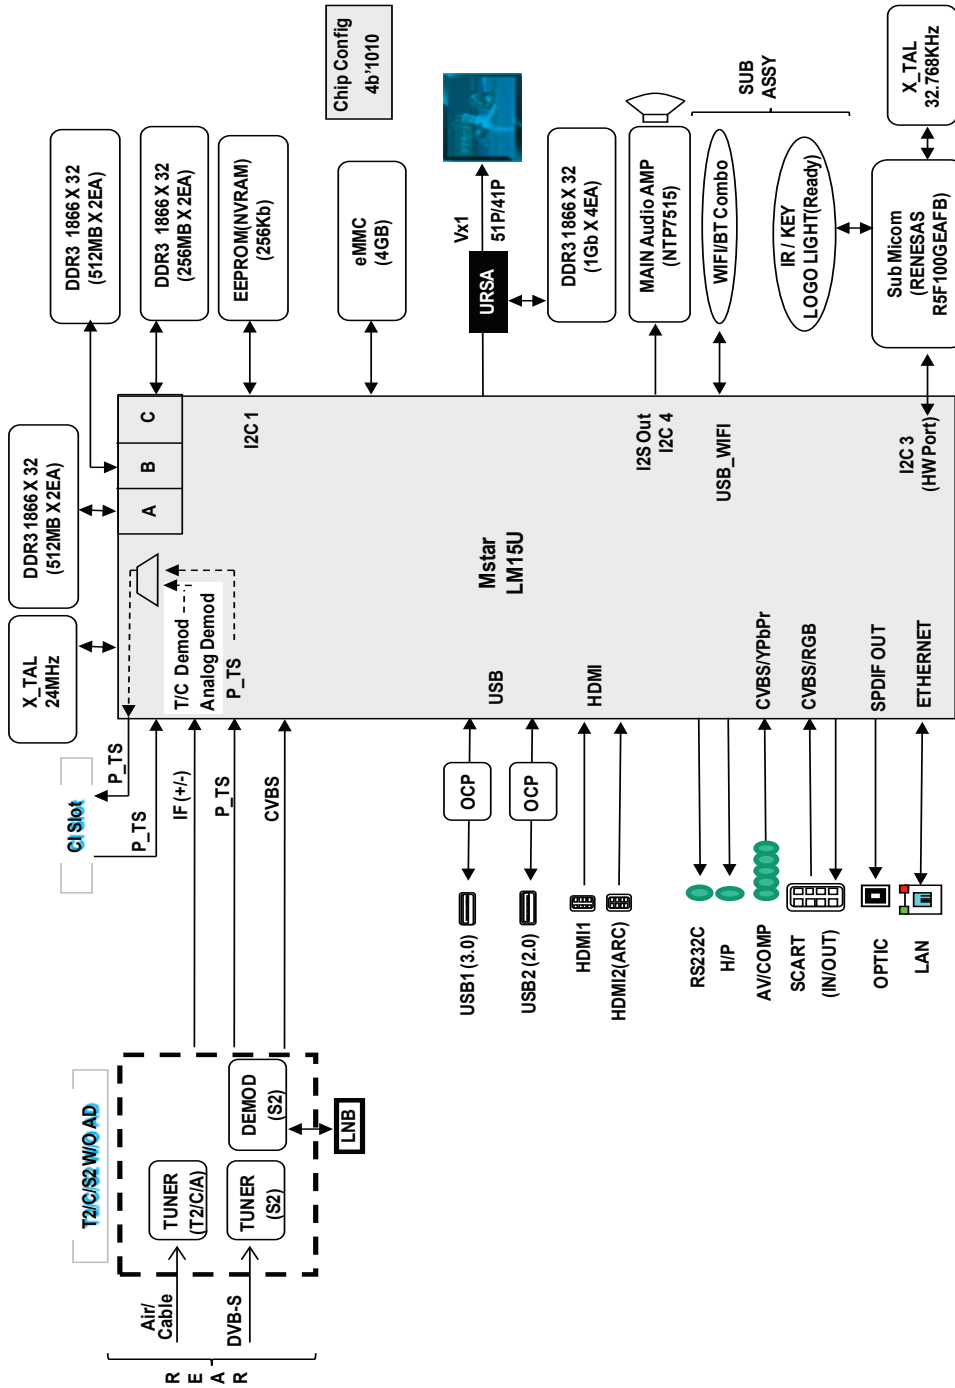 REAR
Air/
Cable
DVB-S
T2/C/S2 W/O AD
TUNER
(T2/C/A)
TUNER
(S2)
DEMOD
(S2)
LNB
CI Slot
P_TS
P_TS
IF (+/-)
P_TS
CVBS
USB1 (3.0)
OCP
USB2 (2.0)
OCP
USB
HDMI1
HDMI2(ARC)
HDMI
RS232C
H/P
AV/COMP
CVBS/YPbPr
SCART
(IN/OUT)
CVBS/RGB
OPTIC
SPDIF OUT
LAN
ETHERNET
X_TAL
24MHz
T/C Demod
Analog Demod
P_TS
Mstar
LM15U
DDR3 1866 X 32
(512MB X 2EA)
A
B
C
DDR3 1866 X 32
(512MB X 2EA)
DDR3 1866 X 32
(256MB X 2EA)
I2C 1
EEPROM(NVRAM)
(256Kb)
eMMC
(4GB)
Chip Config
4b'1010
URSA
Vx1
51P/41P
DDR3 1866 X 32
(1Gb X 4EA)
I2S Out
I2C 4
MAIN Audio AMP
(NTP7515)
USB_WIFI
WIFI/BT Combo
SUB
ASSY
IR / KEY
LOGO LIGHT(Ready)
I2C 3
(HW Port)
Sub Micom
(RENESAS
R5F100GEAFB)
X_TAL
32.768KHz